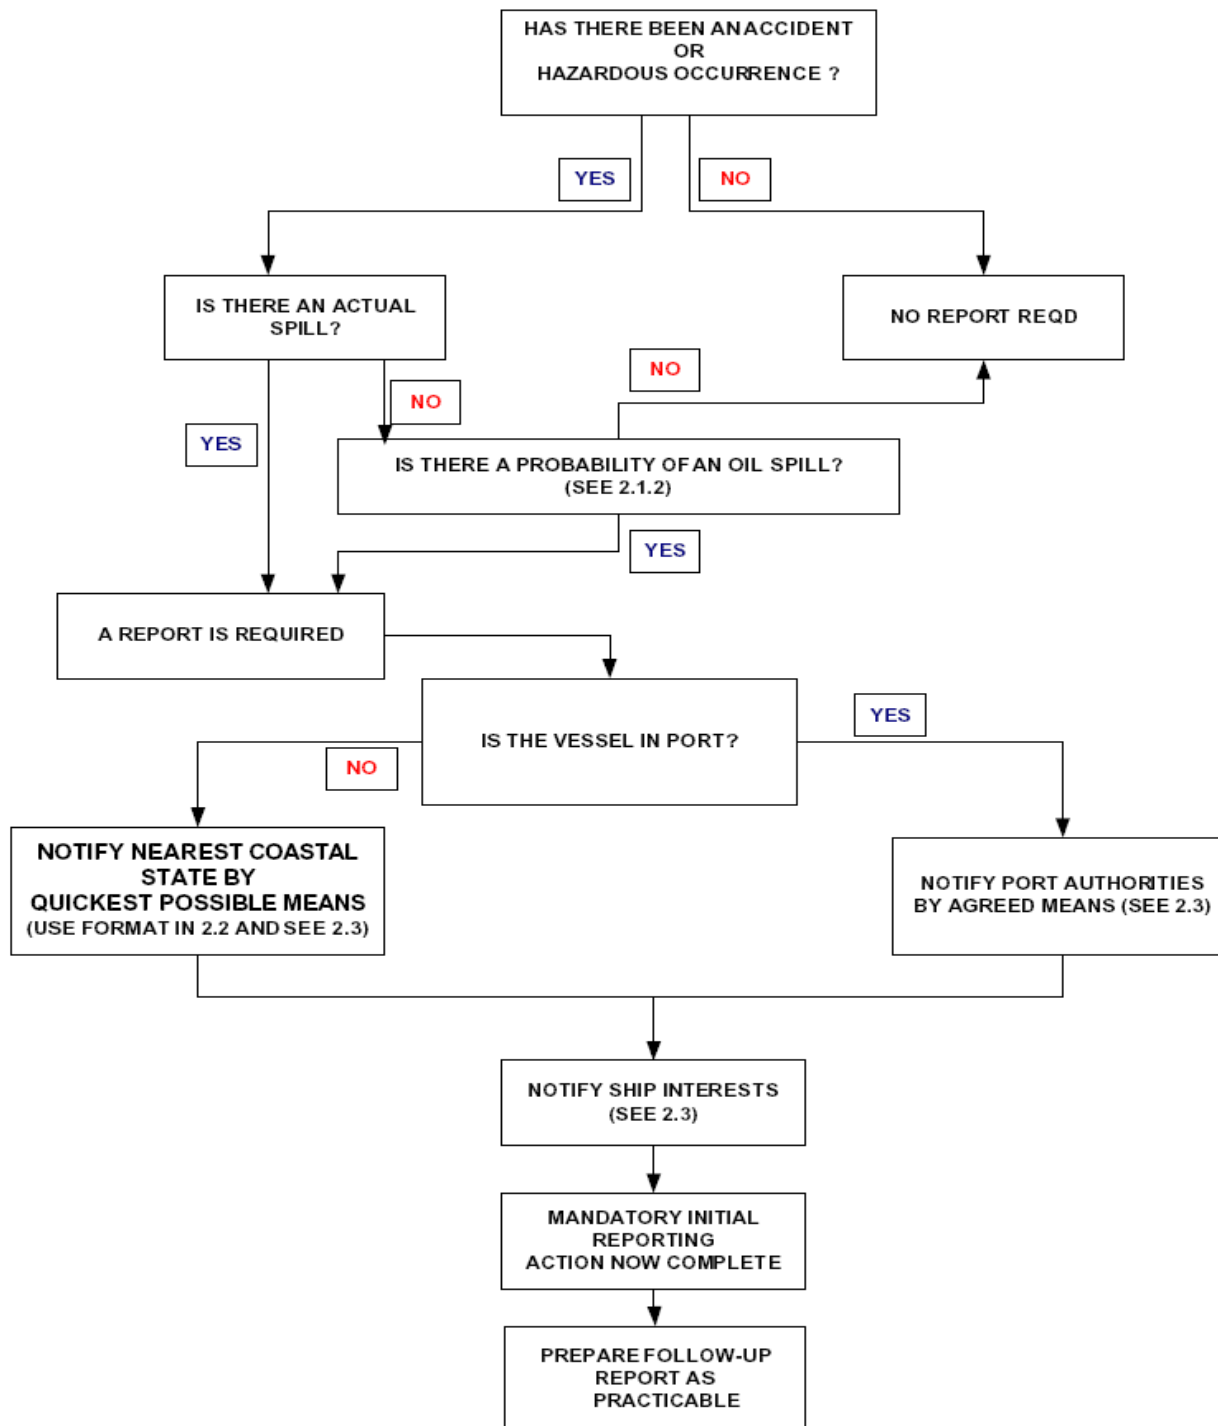 HAS THERE BEEN ANACCIDENT
OR
HAZARDOUS OCCURRENCE ?
YES
NO
IS THERE AN ACTUAL
SPILL?
NO REPORT REQD
NO
NO
YES
IS THERE A PROBABILITY OF AN OIL SPILL?
(SEE 2.1.2)
YES
A REPORT IS REQUIRED
IS THE VESSEL IN PORT?
YES
NO
NOTIFY NEAREST COASTAL
STATE BY
QUICKEST POSSIBLE MEANS
(USE FORMAT IN 2.2 AND SEE 2.3)
NOTIFY PORT AUTHORITIES
BY AGREED MEANS (SEE 2.3)
NOTIFY SHIP INTERESTS
(SEE 2.3)
MANDATORY INITIAL
REPORTING
ACTION NOW COMPLETE
PREPARE FOLLOW-UP
REPORT AS
PRACTICABLE